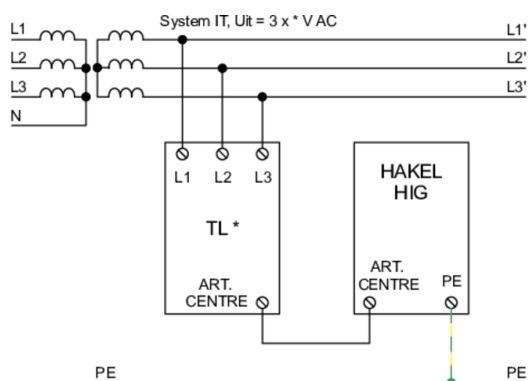 System IT, Uit = 3 x * V AC
L1
L1'
L2
L2'
L3
L3'
N
L1 L2 L3
HAKEL
HIG
TL *
ART.
CENTRE
ART.
CENTRE
PE
PE
PE